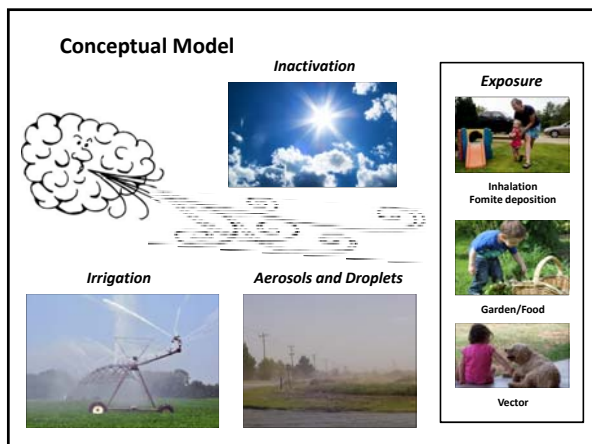 Conceptual Model
Inactivation
Exposure
Inhalation
Fomite deposition
Irrigation
Aerosols and Droplets
Garden/Food
Vector